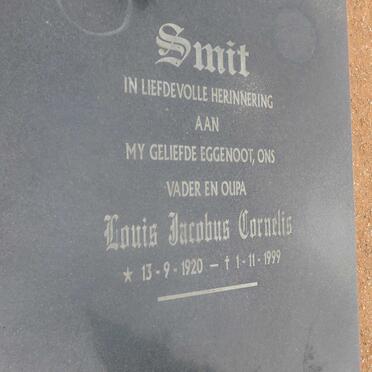 Smit
IN LIEFDEVOLLE HERINNERING
AAN
MY GELIEFDE EGGENOOT, ONS
VADER EN OUPA
Louis Jacobus Cornelis
★ 13-9-1920 — † 1-11-1999